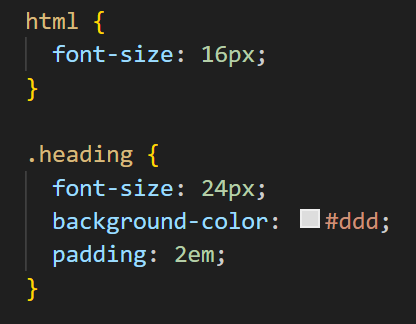 html {
  font-size: 16px;
}

.heading {
  font-size: 24px;
  background-color: #ddd;
  padding: 2em;
}